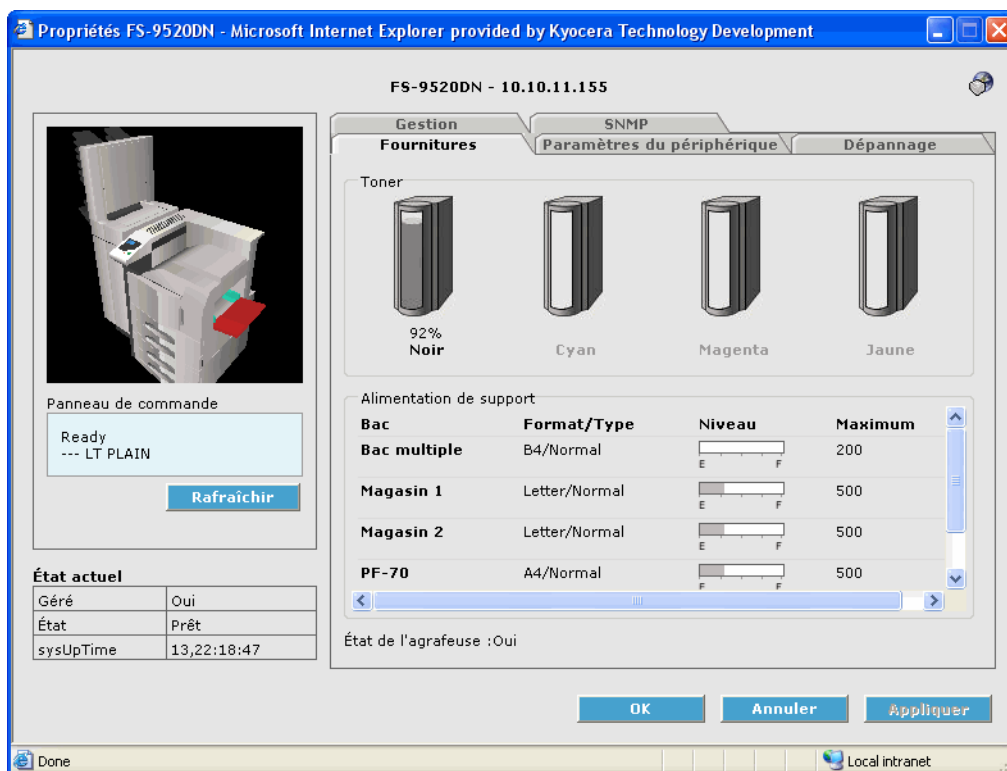 Propriétés FS-9520DN - Microsoft Internet Explorer provided by Kyocera Technology Development
FS-9520DN - 10.10.11.155
Gestion SNMP
Fournitures Paramètres du périphérique Dépannage
Toner
92%
Noir Cyan Magenta Jaune
Panneau de commande
Ready
--- LT PLAIN
Rafraîchir
Alimentation de support
Bac Format/Type Niveau Maximum
Bac multiple B4/Normal E F 200
Magasin 1 Letter/Normal E F 500
Magasin 2 Letter/Normal E F 500
PF-70 A4/Normal E F 500
État actuel
Géré Oui
État Prêt
sysUpTime 13,22:18:47
État de l'agrafeuse :Oui
OK Annuler Appliquer
Done Local intranet